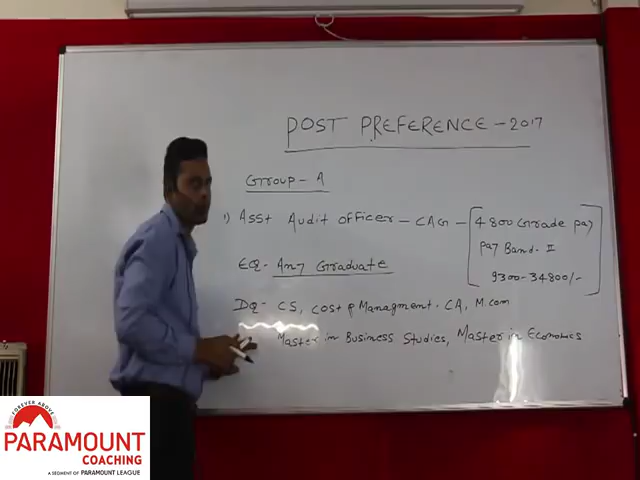 POST PREFERENCE - 2017
GROUP - A
1) Asst Audit Officer - CAG - [4800 Grade pay
pay Band - II
9300-34800/-]
EQ - Any Graduate
DQ - CS, Cost & Managment. CA, M.Com
Master in Business Studies, Master in Economics
FOREVER ABOVE
PARAMOUNT
COACHING
A SEGMENT OF PARAMOUNT LEAGUE